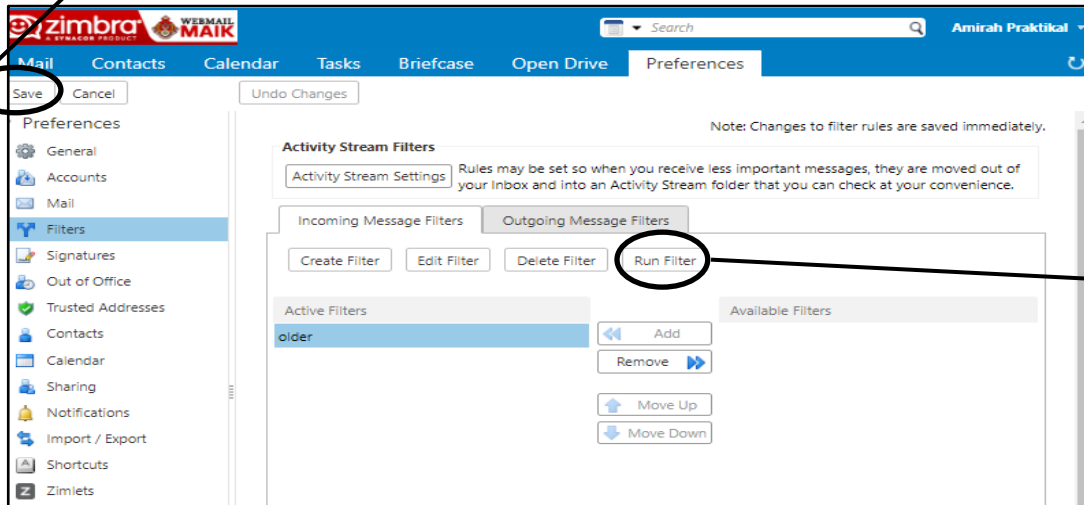 zimbra WEBMAIL MAIK
A SYNACOR PRODUCT
Search
Amirah Praktikal
Mail Contacts Calendar Tasks Briefcase Open Drive Preferences
Save Cancel Undo Changes
Preferences
Note: Changes to filter rules are saved immediately.
General
Accounts
Mail
Filters
Signatures
Out of Office
Trusted Addresses
Contacts
Calendar
Sharing
Notifications
Import / Export
Shortcuts
Zimlets
Activity Stream Filters
Activity Stream Settings
Rules may be set so when you receive less important messages, they are moved out of
your Inbox and into an Activity Stream folder that you can check at your convenience.
Incoming Message Filters Outgoing Message Filters
Create Filter Edit Filter Delete Filter Run Filter
Active Filters Available Filters
older
Add
Remove
Move Up
Move Down